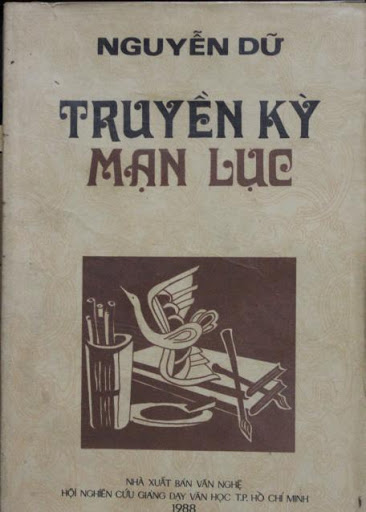 NGUYỄN DỮ
TRUYỀN KỲ
MẠN LỤC
NHÀ XUẤT BẢN VĂN NGHỆ
HỘI NGHIÊN CỨU GIẢNG DẠY VĂN HỌC T.P. HỒ CHÍ MINH
1988